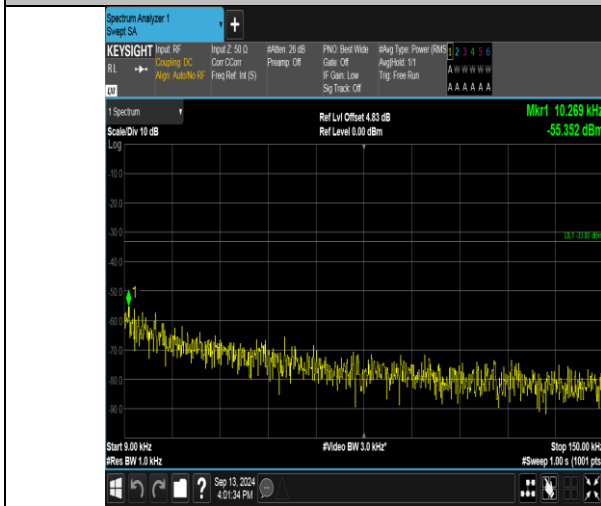 Spectrum Analyzer 1
Swept SA
+
KEYSIGHT Input: RF Input Z: 50 Ω #Atten: 26 dB PNO: Best Wide #Avg Type: Power (RMS 1 2 3 4 5 6
RL Coupling: DC Corr CCorr Preamp: Off Gate: Off Avg|Hold: 1/1 A W W W W W
Align: Auto/No RF Freq Ref: Int (S) IF Gain: Low Trig: Free Run
Sig Track: Off A A A A A A
1 Spectrum Ref Lvl Offset 4.83 dB Mkr1 10.269 kHz
Scale/Div 10 dB Ref Level 0.00 dBm -55.352 dBm
Log
-10.0
-20.0
-30.0
DL1 -33.00 dBm
-40.0
-50.0
1
-60.0
-70.0
-80.0
-90.0
Start 9.00 kHz #Video BW 3.0 kHz* Stop 150.00 kHz
#Res BW 1.0 kHz #Sweep 1.00 s (1001 pts
? Sep 13, 2024
4:01:34 PM